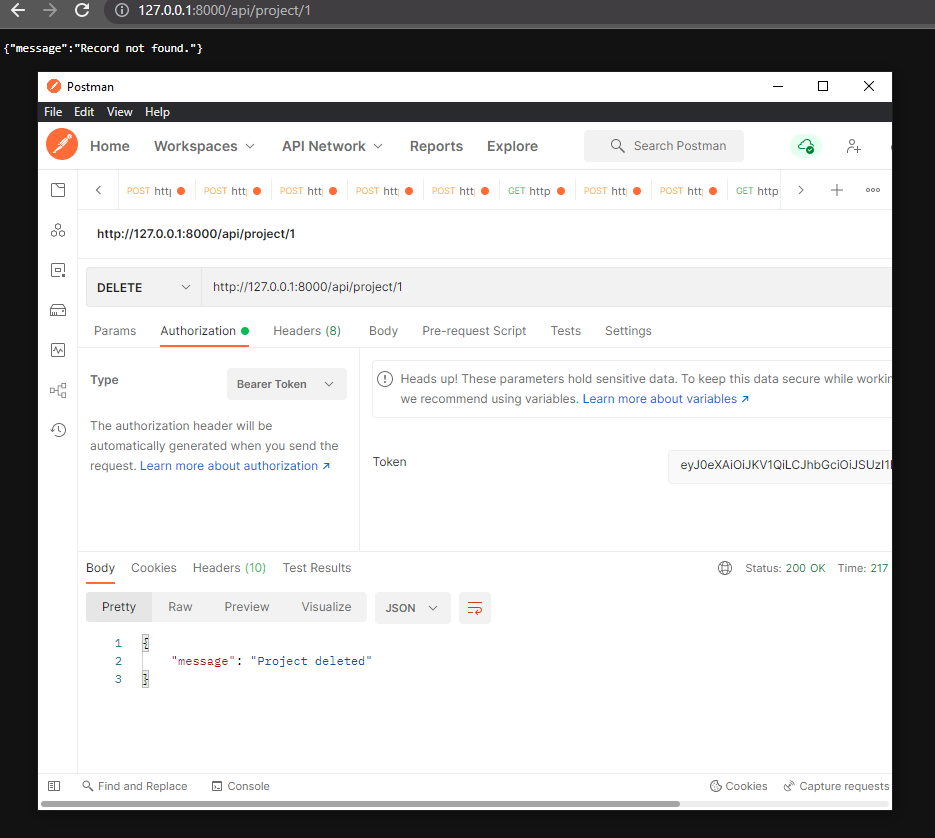 127.0.0.1:8000/api/project/1
{"message":"Record not found."}
Postman
File Edit View Help
Home Workspaces API Network Reports Explore Search Postman
POST http POST htt POST htt POST htt POST htt GET http POST htt POST htt GET http
http://127.0.0.1:8000/api/project/1
DELETE http://127.0.0.1:8000/api/project/1
Params Authorization Headers (8) Body Pre-request Script Tests Settings
Type Bearer Token
Heads up! These parameters hold sensitive data. To keep this data secure while workin
we recommend using variables. Learn more about variables ↗
The authorization header will be
automatically generated when you send the
request. Learn more about authorization ↗
Token eyJ0eXAiOiJKV1QiLCJhbGciOiJSUzI1
Body Cookies Headers (10) Test Results Status: 200 OK Time: 217
Pretty Raw Preview Visualize JSON
1 {
2 "message": "Project deleted"
3 }
Find and Replace Console Cookies Capture requests